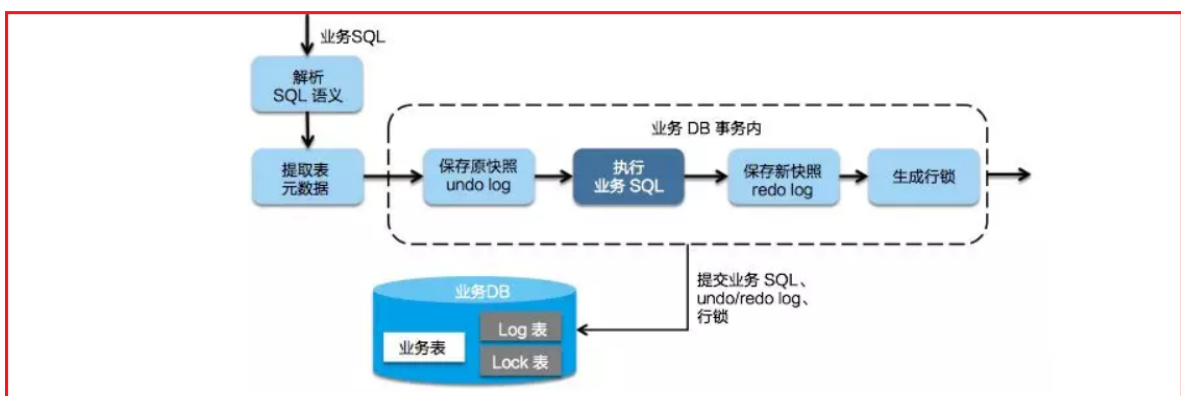 业务SQL
解析
SQL 语义
业务 DB 事务内
提取表
元数据
保存原快照
undo log
执行
业务 SQL
保存新快照
redo log
生成行锁
提交业务 SQL、
undo/redo log、
行锁
业务DB
业务表
Log 表
Lock 表